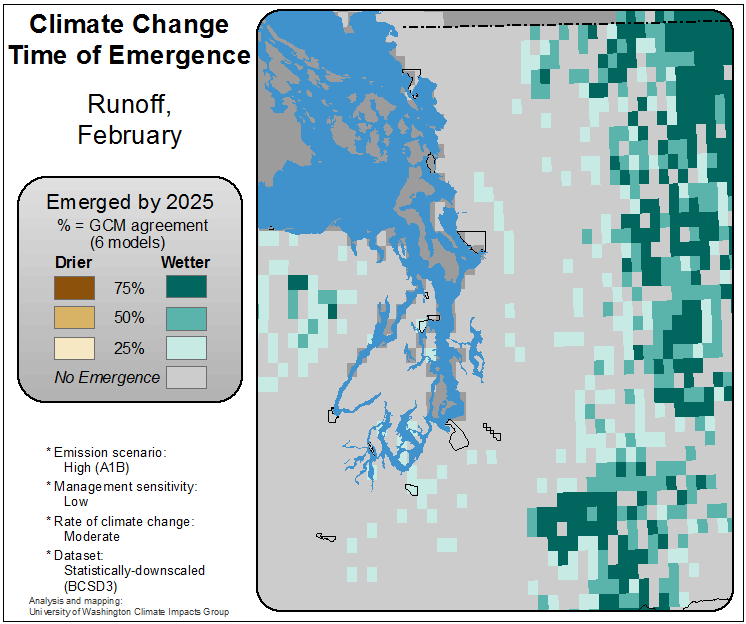 Climate Change
Time of Emergence
Runoff,
February
Emerged by 2025
% = GCM agreement
(6 models)
Drier Wetter
75%
50%
25%
No Emergence
* Emission scenario:
High (A1B)
* Management sensitivity:
Low
* Rate of climate change:
Moderate
* Dataset:
Statistically-downscaled
(BCSD3)
Analysis and mapping:
University of Washington Climate Impacts Group